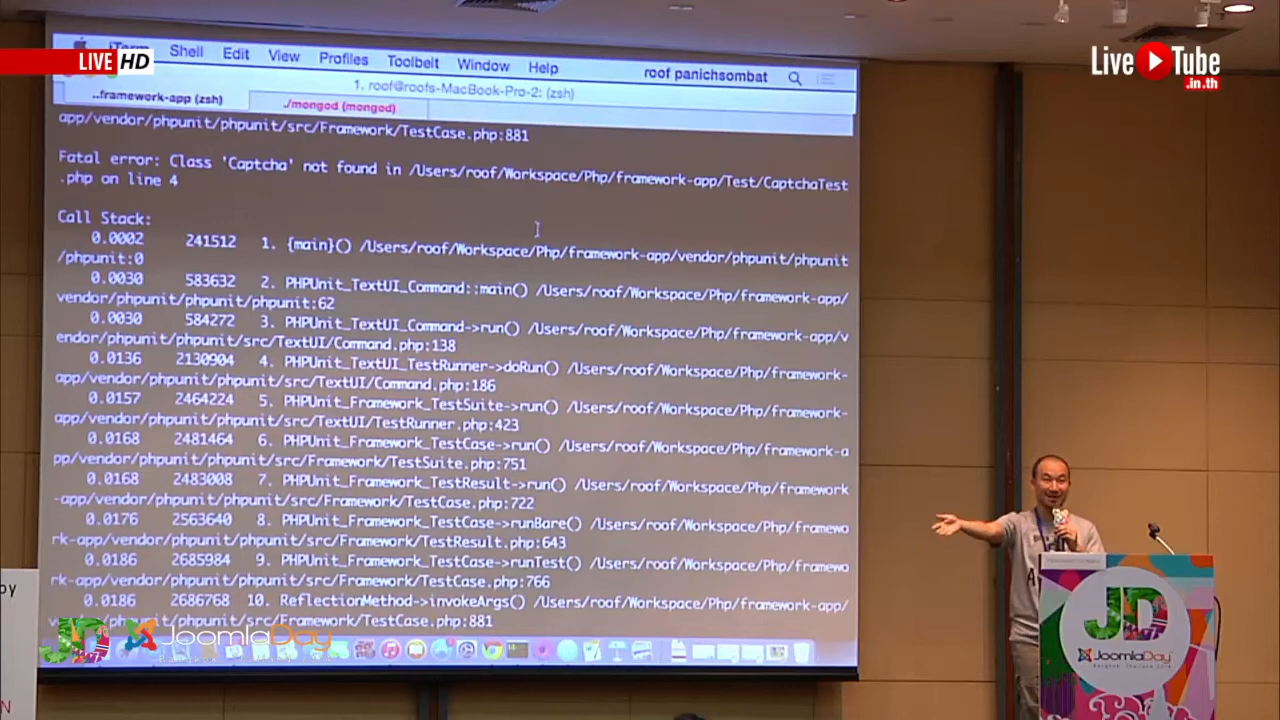 LIVE HD
Live Tube
.in.th
iTerm Shell Edit View Profiles Toolbelt Window Help roof panichsombat
1. roof@roofs-MacBook-Pro-2: (zsh)
..framework-app (zsh) ./mongod (mongod)
app/vendor/phpunit/phpunit/src/Framework/TestCase.php:881
Fatal error: Class 'Captcha' not found in /Users/roof/Workspace/Php/framework-app/Test/CaptchaTest
.php on line 4
Call Stack:
0.0002 241512 1. {main}() /Users/roof/Workspace/Php/framework-app/vendor/phpunit/phpunit
/phpunit:0
0.0030 583632 2. PHPUnit_TextUI_Command::main() /Users/roof/Workspace/Php/framework-app/
vendor/phpunit/phpunit/phpunit:62
0.0030 584272 3. PHPUnit_TextUI_Command->run() /Users/roof/Workspace/Php/framework-app/v
endor/phpunit/phpunit/src/TextUI/Command.php:138
0.0136 2130904 4. PHPUnit_TextUI_TestRunner->doRun() /Users/roof/Workspace/Php/framework-
app/vendor/phpunit/phpunit/src/TextUI/Command.php:186
0.0157 2464224 5. PHPUnit_Framework_TestSuite->run() /Users/roof/Workspace/Php/framework-
app/vendor/phpunit/phpunit/src/TextUI/TestRunner.php:423
0.0168 2481464 6. PHPUnit_Framework_TestCase->run() /Users/roof/Workspace/Php/framework-a
pp/vendor/phpunit/phpunit/src/Framework/TestSuite.php:751
0.0168 2483008 7. PHPUnit_Framework_TestResult->run() /Users/roof/Workspace/Php/framework
-app/vendor/phpunit/phpunit/src/Framework/TestCase.php:722
0.0176 2563640 8. PHPUnit_Framework_TestCase->runBare() /Users/roof/Workspace/Php/framewo
rk-app/vendor/phpunit/phpunit/src/Framework/TestResult.php:643
0.0186 2685984 9. PHPUnit_Framework_TestCase->runTest() /Users/roof/Workspace/Php/framewo
rk-app/vendor/phpunit/phpunit/src/Framework/TestCase.php:766
0.0186 2686768 10. ReflectionMethod->invokeArgs() /Users/roof/Workspace/Php/framework-app/
vendor/phpunit/phpunit/src/Framework/TestCase.php:881
JD JoomlaDay
JD
JoomlaDay